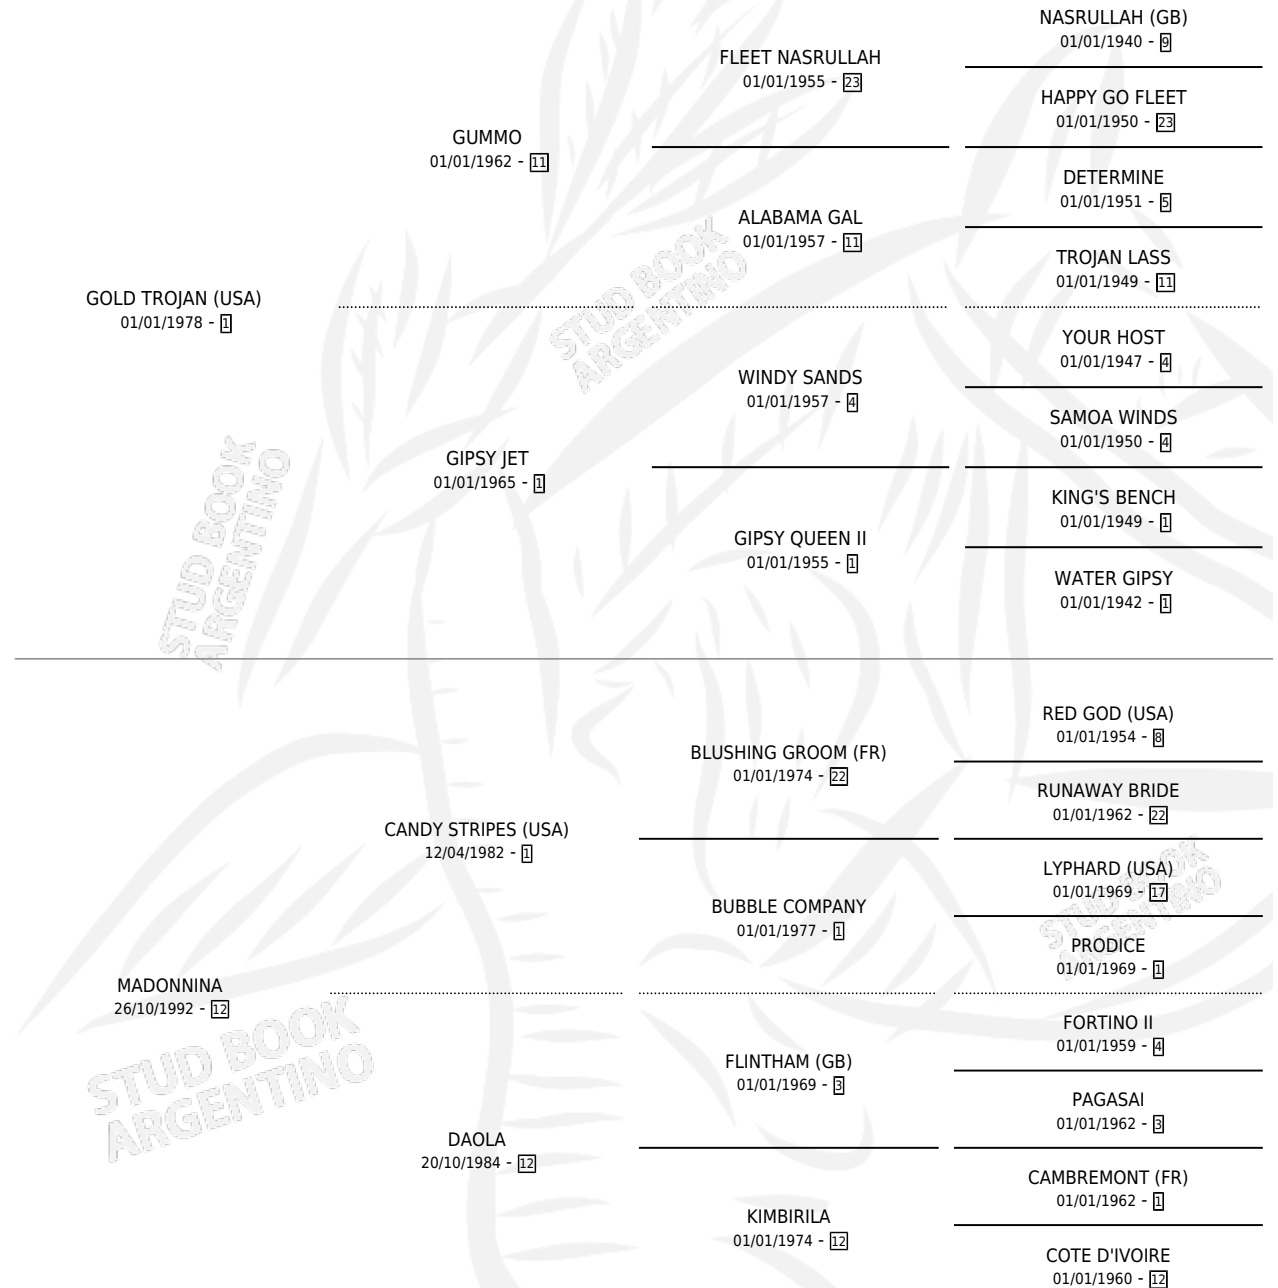 NASRULLAH (GB)
01/01/1940 - 9
FLEET NASRULLAH
01/01/1955 - 23
HAPPY GO FLEET
01/01/1950 - 23
GUMMO
01/01/1962 - 11
DETERMINE
01/01/1951 - 5
ALABAMA GAL
01/01/1957 - 11
TROJAN LASS
01/01/1949 - 11
GOLD TROJAN (USA)
01/01/1978 - 1
STUD BOOK
ARGENTINO
YOUR HOST
01/01/1947 - 4
WINDY SANDS
01/01/1957 - 4
SAMOA WINDS
01/01/1950 - 4
GIPSY JET
01/01/1965 - 1
KING'S BENCH
01/01/1949 - 1
GIPSY QUEEN II
01/01/1955 - 1
WATER GIPSY
01/01/1942 - 1
STUD BOOK
ARGENTINO
RED GOD (USA)
01/01/1954 - 8
BLUSHING GROOM (FR)
01/01/1974 - 22
RUNAWAY BRIDE
01/01/1962 - 22
CANDY STRIPES (USA)
12/04/1982 - 1
LYPHARD (USA)
01/01/1969 - 17
STUD BOOK
ARGENTINO
BUBBLE COMPANY
01/01/1977 - 1
PRODICE
01/01/1969 - 1
MADONNINA
26/10/1992 - 12
STUD BOOK
ARGENTINO
FORTINO II
01/01/1959 - 4
FLINTHAM (GB)
01/01/1969 - 3
PAGASAI
01/01/1962 - 3
DAOLA
20/10/1984 - 12
CAMBREMONT (FR)
01/01/1962 - 1
KIMBIRILA
01/01/1974 - 12
COTE D'IVOIRE
01/01/1960 - 12